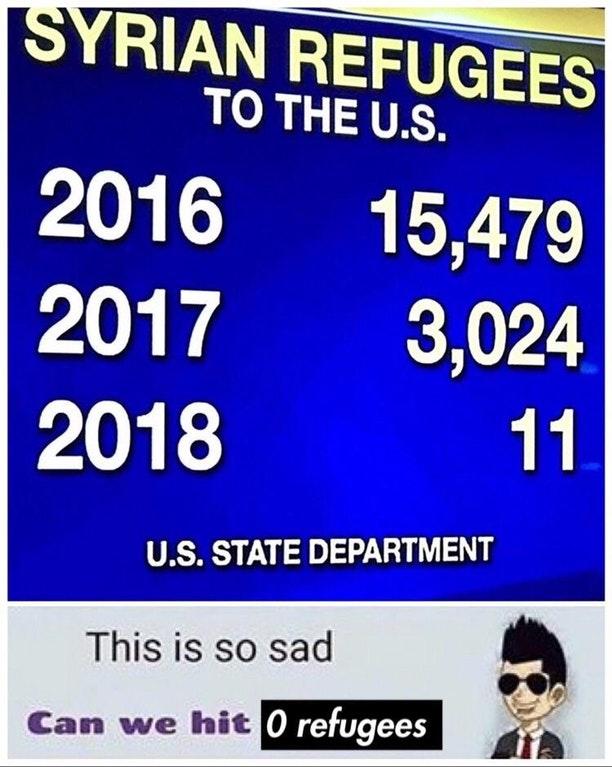 SYRIAN REFUGEES
TO THE U.S.
2016 15,479
2017 3,024
2018 11
U.S. STATE DEPARTMENT
This is so sad
Can we hit 0 refugees